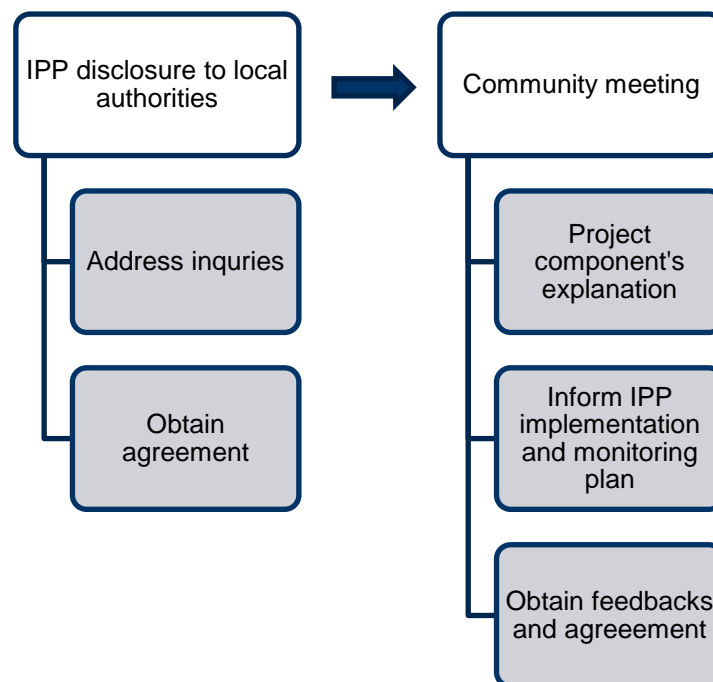 IPP disclosure to local
authorities
Address inquries
Obtain
agreement
Community meeting
Project
component's
explanation
Inform IPP
implementation
and monitoring
plan
Obtain feedbacks
and agreeement